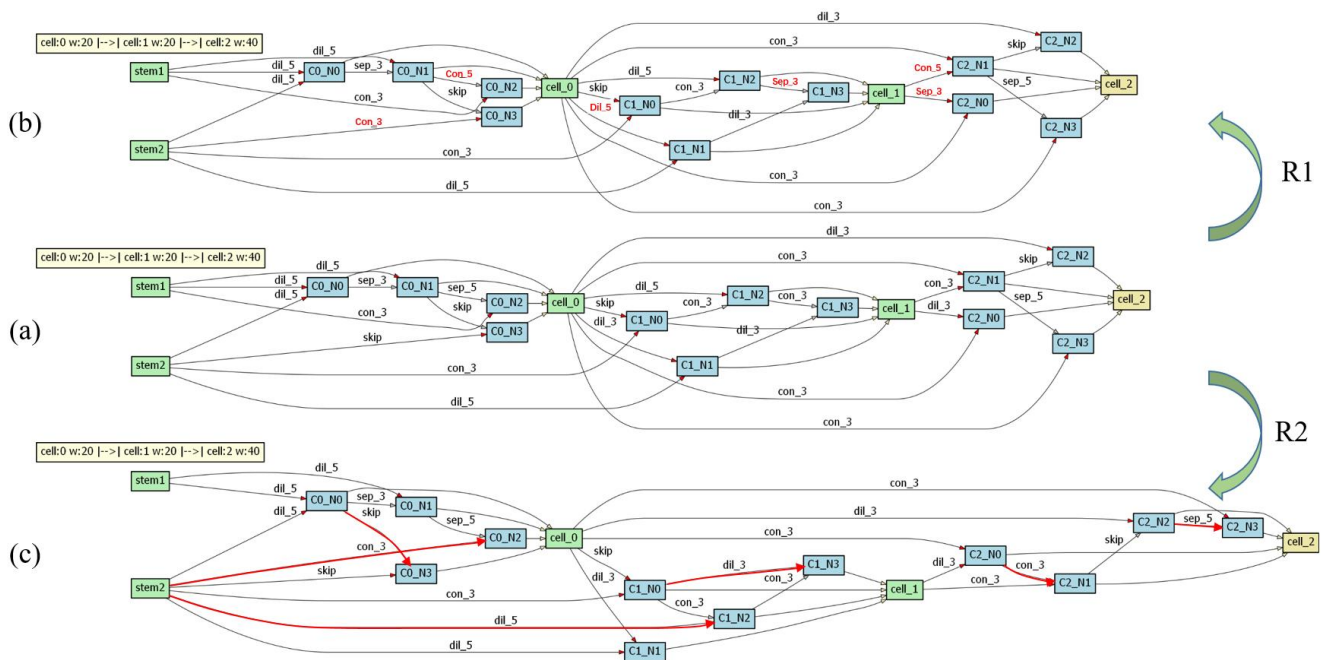 cell:0 w:20 |-->| cell:1 w:20 |-->| cell:2 w:40
dil_3
dil_5
con_3
skip
C2_N2
stem1
dil_5
C0_N0
sep_3
C0_N1
Con_5
cell_0
dil_5
C1_N2
Sep_3
Con_5
C2_N1
cell_2
dil_5
con_3
skip
C0_N2
skip
C1_N0
con_3
C1_N3
cell_1
Sep_3
C2_N0
sep_5
(b)
Con_3
C0_N3
Dil_5
dil_3
C2_N3
stem2
con_3
C1_N1
con_3
dil_5
con_3
R1
cell:0 w:20 |-->| cell:1 w:20 |-->| cell:2 w:40
dil_3
dil_5
con_3
skip
C2_N2
stem1
dil_5
C0_N0
sep_3
C0_N1
sep_5
cell_0
dil_5
C1_N2
con_3
con_3
C2_N1
cell_2
dil_5
con_3
skip
C0_N2
skip
C1_N0
con_3
C1_N3
cell_1
dil_3
C2_N0
sep_5
(a)
skip
C0_N3
dil_3
dil_3
C2_N3
stem2
con_3
C1_N1
con_3
dil_5
con_3
R2
cell:0 w:20 |-->| cell:1 w:20 |-->| cell:2 w:40
dil_5
con_3
stem1
dil_5
C0_N0
sep_3
C0_N1
dil_3
C2_N2
sep_5
C2_N3
dil_5
skip
sep_5
C0_N2
cell_0
con_3
skip
cell_2
(c)
con_3
C0_N3
skip
dil_3
C1_N3
C2_N0
skip
dil_3
C1_N0
con_3
dil_3
con_3
C2_N1
stem2
con_3
con_3
C1_N2
cell_1
con_3
dil_5
dil_5
C1_N1